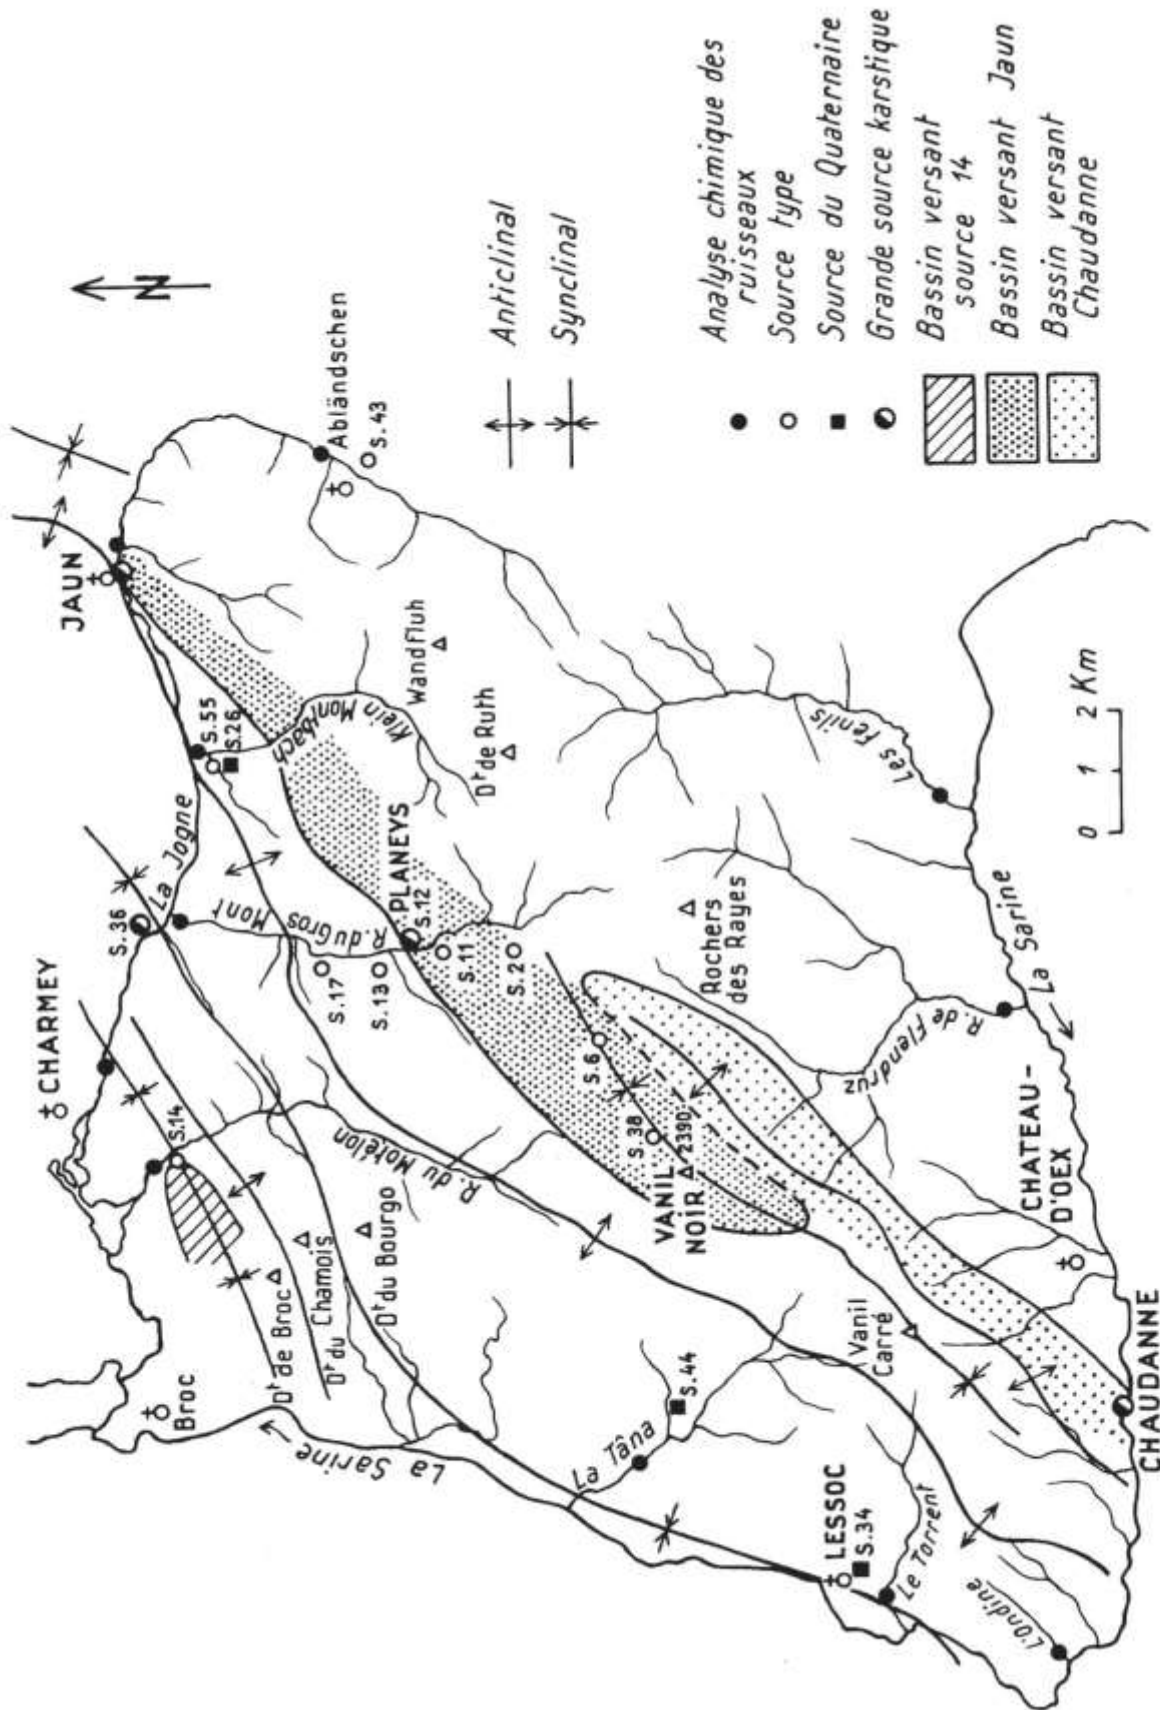 JAUN
Abländschen
S.43
N
Anticlinal
Synclinal
Analyse chimique des
ruisseaux
Source type
Source du Quaternaire
Grande source karstique
Bassin versant
source 14
Bassin versant Jaun
Bassin versant
Chaudanne
0 1 2 Km
CHARMEY
S.36
La Jogne
S.55
S.26
Klein Montbach
Wandfluh
Dt de Ruth
R. du Gros
Mont
PLANEYS
S.12
S.11
S.17
S.13
S.2
S.6
S.38
Rochers
des Rayes
Les Fenils
R. de Flendruz
La Sarine
S.14
R. du Motélon
Broc
Dt de Broc
Dt du Chamois
Dt du Bourgo
La Sarine
VANIL
NOIR
2390
CHATEAU-
D'OEX
Vanil
Carré
La Tâna
S.44
LESSOC
S.34
Le Torrent
L'Ondine
CHAUDANNE